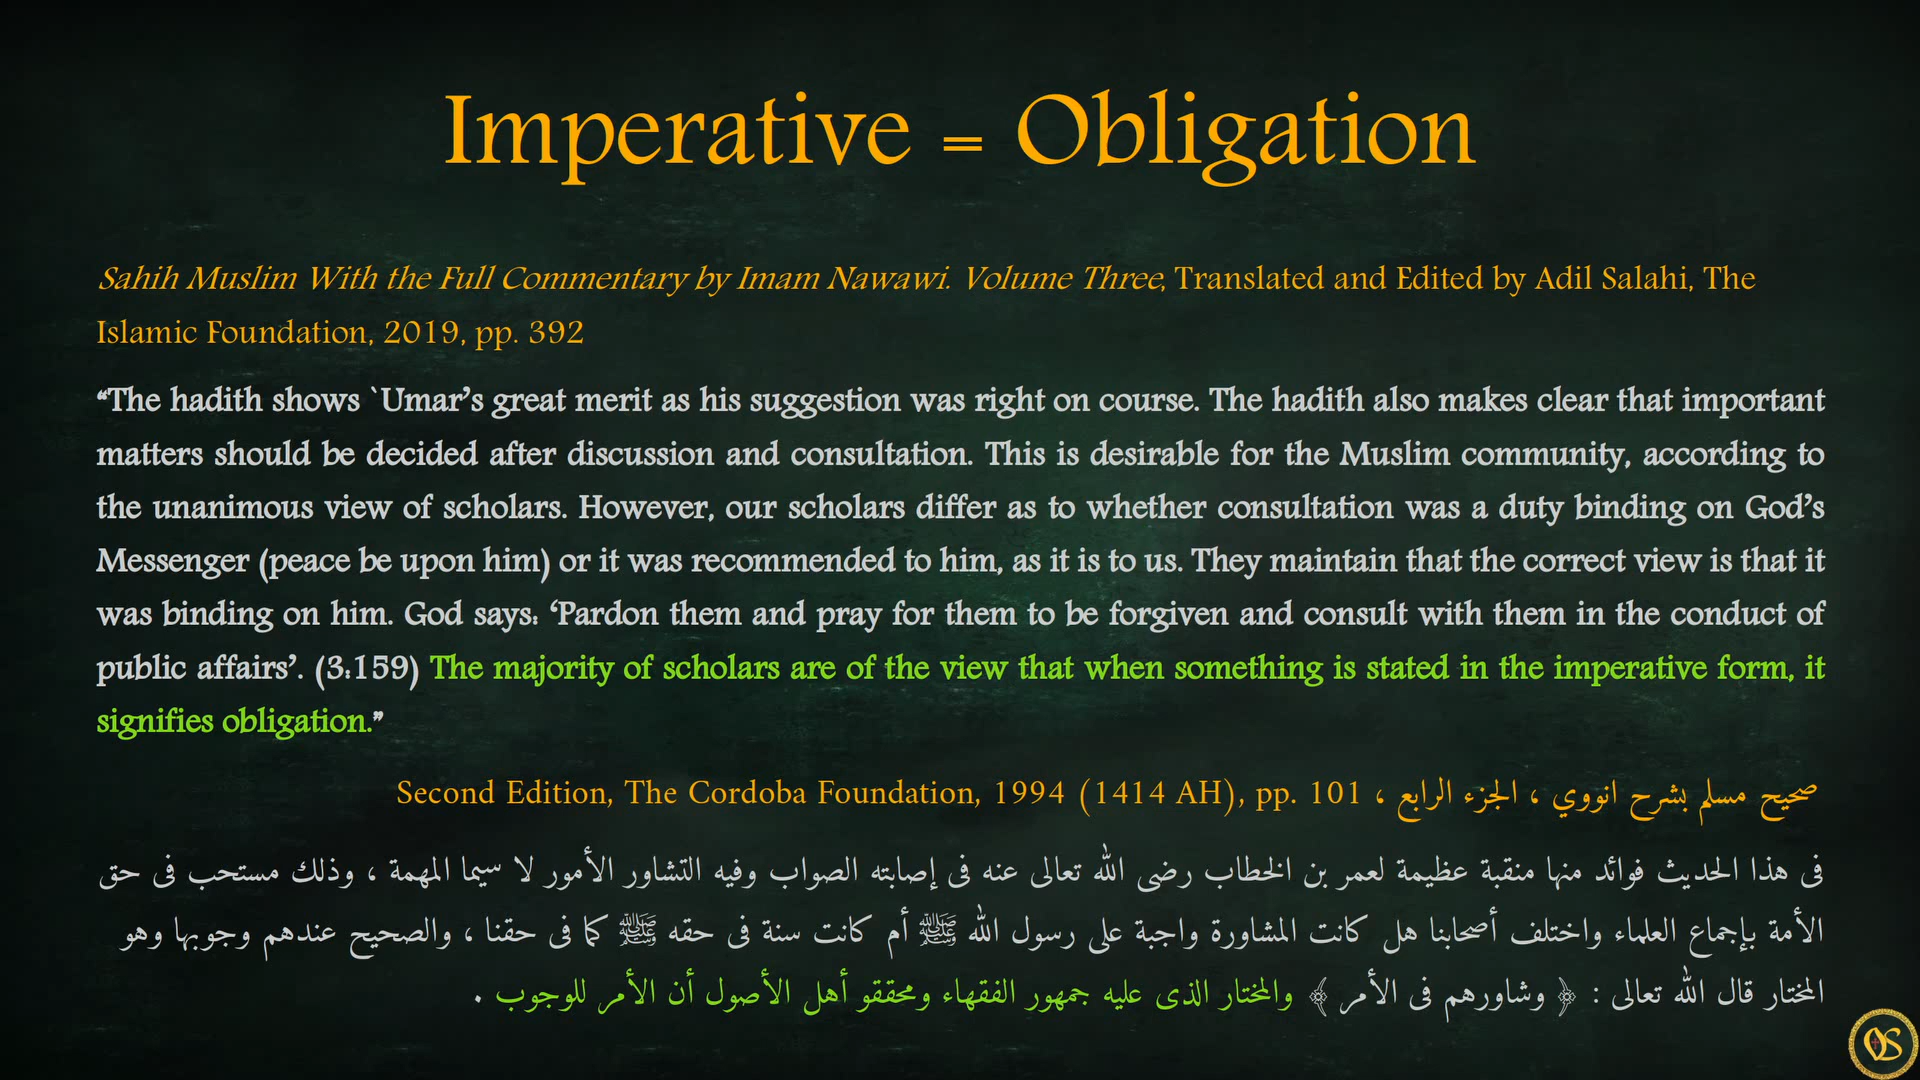 Imperative = Obligation
Sahih Muslim With the Full Commentary by Imam Nawawi. Volume Three, Translated and Edited by Adil Salahi, The
Islamic Foundation, 2019, pp. 392
“The hadith shows `Umar’s great merit as his suggestion was right on course. The hadith also makes clear that important
matters should be decided after discussion and consultation. This is desirable for the Muslim community, according to
the unanimous view of scholars. However, our scholars differ as to whether consultation was a duty binding on God’s
Messenger (peace be upon him) or it was recommended to him, as it is to us. They maintain that the correct view is that it
was binding on him. God says: ‘Pardon them and pray for them to be forgiven and consult with them in the conduct of
public affairs’. (3:159) The majority of scholars are of the view that when something is stated in the imperative form, it
signifies obligation.”
صحيح مسلم بشرح انووي ، الجزء الرابع ، Second Edition, The Cordoba Foundation, 1994 (1414 AH), pp. 101
فى هذا الحديث فوائد منها منقبة عظيمة لعمر بن الخطاب رضى الله تعالى عنه فى إصابته الصواب وفيه التشاور الأمور لا سيما المهمة ، وذلك مستحب فى حق
الأمة بإجماع العلماء واختلف أصحابنا هل كانت المشاورة واجبة على رسول الله ﷺ أم كانت سنة فى حقه ﷺ كما فى حقنا ، والصحيح عندهم وجوبها وهو
المختار قال الله تعالى : ﴿ وشاورهم فى الأمر ﴾ والمختار الذى عليه جمهور الفقهاء ومحققو أهل الأصول أن الأمر للوجوب .